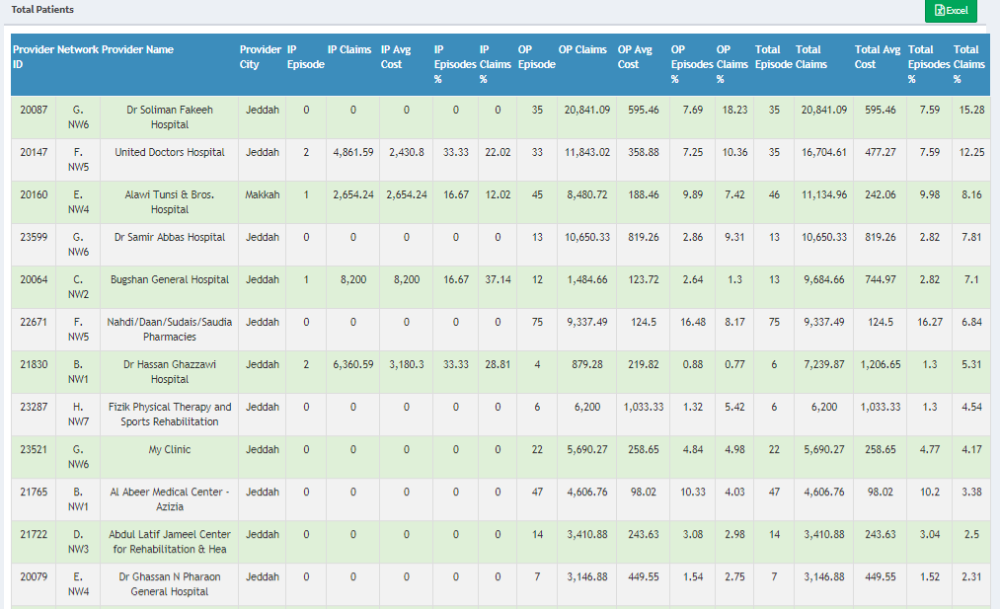 Total Patients
Excel
Provider Network Provider Name Provider IP IP Claims IP Avg IP IP OP OP Claims OP Avg OP OP Total Total Total Avg Total Total
ID City Episode Cost Episodes Claims Episode Cost Episodes Claims Episode Claims Cost Episodes Claims
% % % % % %
20087 G. Dr Soliman Fakeeh Jeddah 0 0 0 0 0 35 20,841.09 595.46 7.69 18.23 35 20,841.09 595.46 7.59 15.28
NW6 Hospital
20147 F. United Doctors Hospital Jeddah 2 4,861.59 2,430.8 33.33 22.02 33 11,843.02 358.88 7.25 10.36 35 16,704.61 477.27 7.59 12.25
NW5
20160 E. Alawi Tunsi & Bros. Makkah 1 2,654.24 2,654.24 16.67 12.02 45 8,480.72 188.46 9.89 7.42 46 11,134.96 242.06 9.98 8.16
NW4 Hospital
23599 G. Dr Samir Abbas Hospital Jeddah 0 0 0 0 0 13 10,650.33 819.26 2.86 9.31 13 10,650.33 819.26 2.82 7.81
NW6
20064 C. Bugshan General Hospital Jeddah 1 8,200 8,200 16.67 37.14 12 1,484.66 123.72 2.64 1.3 13 9,684.66 744.97 2.82 7.1
NW2
22671 F. Nahdi/Daan/Sudais/Saudia Jeddah 0 0 0 0 0 75 9,337.49 124.5 16.48 8.17 75 9,337.49 124.5 16.27 6.84
NW5 Pharmacies
21830 B. Dr Hassan Ghazzawi Jeddah 2 6,360.59 3,180.3 33.33 28.81 4 879.28 219.82 0.88 0.77 6 7,239.87 1,206.65 1.3 5.31
NW1 Hospital
23287 H. Fizik Physical Therapy and Jeddah 0 0 0 0 0 6 6,200 1,033.33 1.32 5.42 6 6,200 1,033.33 1.3 4.54
NW7 Sports Rehabilitation
23521 G. My Clinic Jeddah 0 0 0 0 0 22 5,690.27 258.65 4.84 4.98 22 5,690.27 258.65 4.77 4.17
NW6
21765 B. Al Abeer Medical Center - Jeddah 0 0 0 0 0 47 4,606.76 98.02 10.33 4.03 47 4,606.76 98.02 10.2 3.38
NW1 Azizia
21722 D. Abdul Latif Jameel Center Jeddah 0 0 0 0 0 14 3,410.88 243.63 3.08 2.98 14 3,410.88 243.63 3.04 2.5
NW3 for Rehabilitation & Hea
20079 E. Dr Ghassan N Pharaon Jeddah 0 0 0 0 0 7 3,146.88 449.55 1.54 2.75 7 3,146.88 449.55 1.52 2.31
NW4 General Hospital